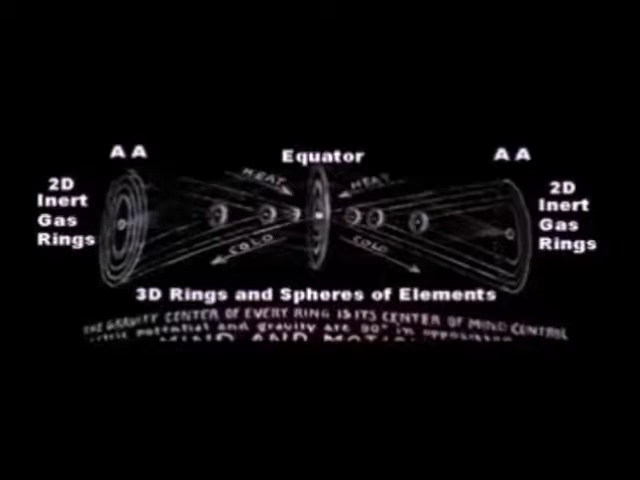 A A
Equator
A A
2D
Inert
Gas
Rings
HEAT
HEAT
2D
Inert
Gas
Rings
COLD
COLD
3D Rings and Spheres of Elements
THE GRAVITY CENTER OF EVERY RING IS ITS CENTER OF MIND CONTROL
potential and gravity are 90° in opposition
MIND AND MOTION